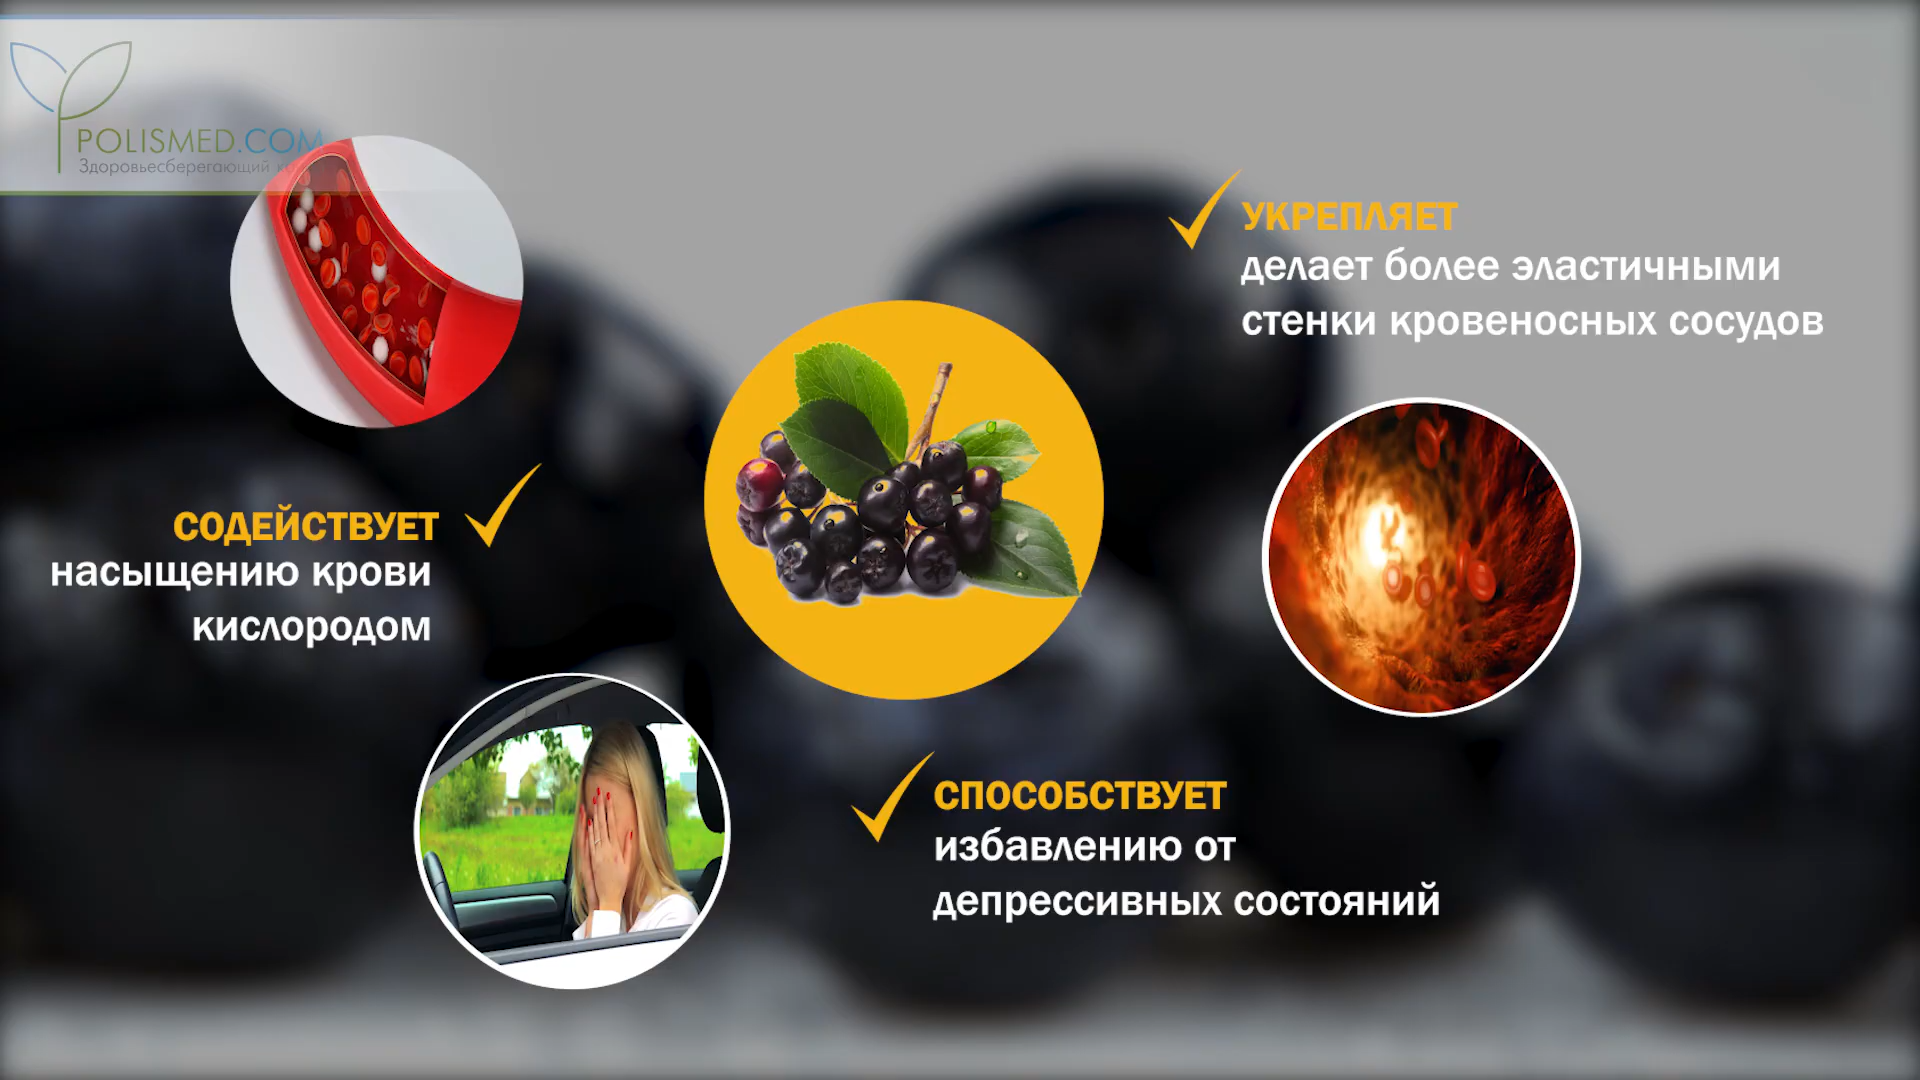 POLISMED.COM
Здоровьесберегающий
УКРЕПЛЯЕТ
делает более эластичными
стенки кровеносных сосудов
СОДЕЙСТВУЕТ
насыщению крови
кислородом
СПОСОБСТВУЕТ
избавлению от
депрессивных состояний